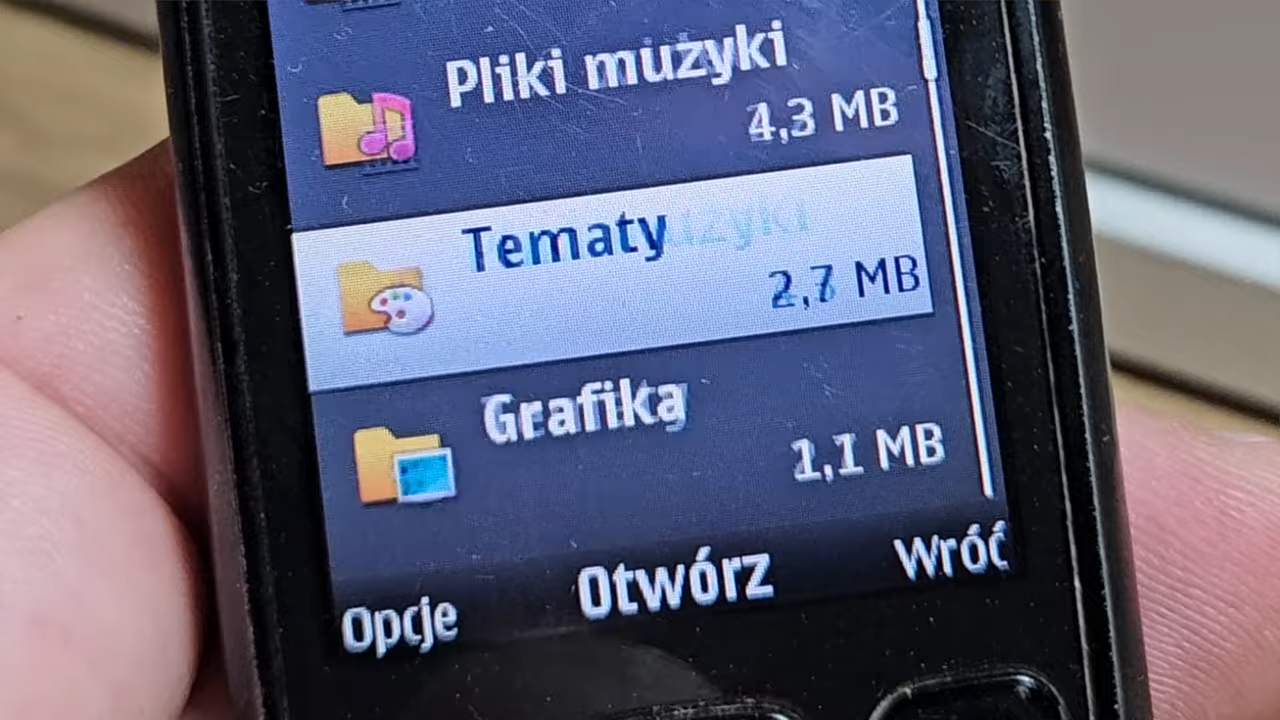 Pliki muzyki
4,3 MB
Tematy
2,7 MB
Grafika
1,1 MB
Opcje
Otwórz
Wróć